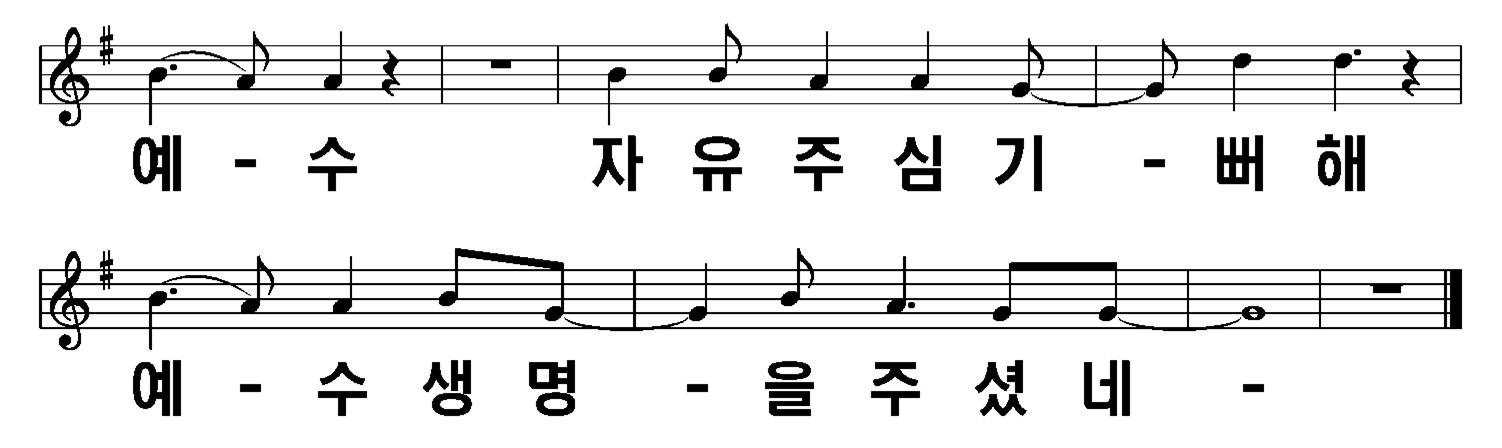 예 - 수 자 유 주 심 기 - 뻐 해
예 - 수 생 명 - 을 주 셨 네 -